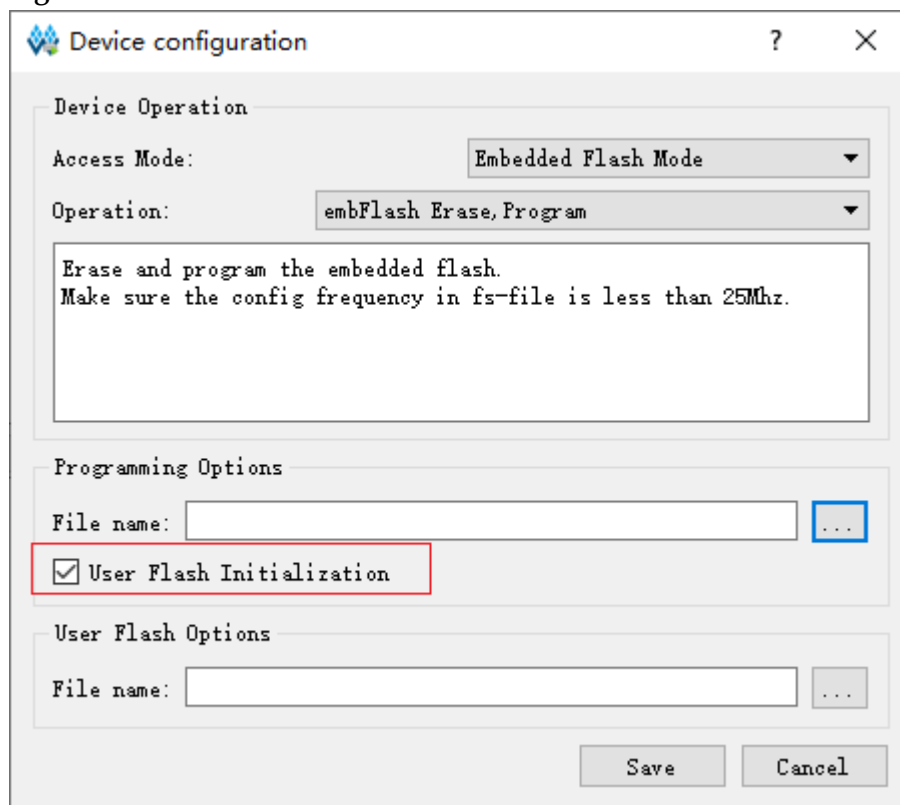 Device configuration
?
Device Operation
Access Mode:
Embedded Flash Mode
Operation:
embFlash Erase,Program
Erase and program the embedded flash.
Make sure the config frequency in fs-file is less than 25Mhz.
Programming Options
File name:
...
User Flash Initialization
User Flash Options
File name:
...
Save
Cancel